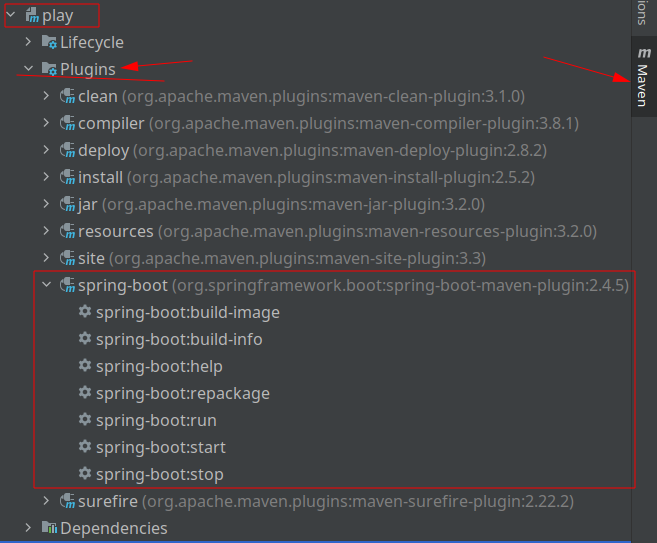 play
Lifecycle
Plugins
clean (org.apache.maven.plugins:maven-clean-plugin:3.1.0)
compiler (org.apache.maven.plugins:maven-compiler-plugin:3.8.1)
deploy (org.apache.maven.plugins:maven-deploy-plugin:2.8.2)
install (org.apache.maven.plugins:maven-install-plugin:2.5.2)
jar (org.apache.maven.plugins:maven-jar-plugin:3.2.0)
resources (org.apache.maven.plugins:maven-resources-plugin:3.2.0)
site (org.apache.maven.plugins:maven-site-plugin:3.3)
spring-boot (org.springframework.boot:spring-boot-maven-plugin:2.4.5)
spring-boot:build-image
spring-boot:build-info
spring-boot:help
spring-boot:repackage
spring-boot:run
spring-boot:start
spring-boot:stop
surefire (org.apache.maven.plugins:maven-surefire-plugin:2.22.2)
Dependencies
ions
m
Maven